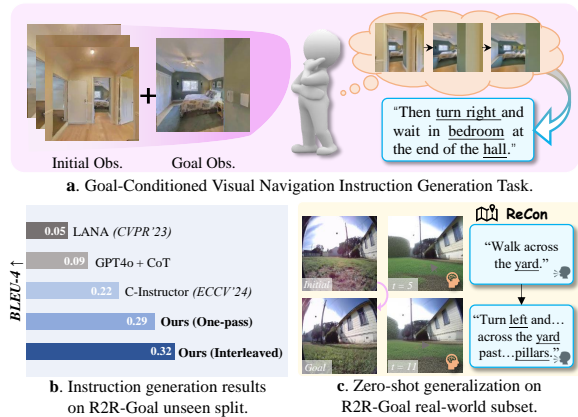 Initial Obs.
Goal Obs.
"Then turn right and
wait in bedroom at
the end of the hall."
a. Goal-Conditioned Visual Navigation Instruction Generation Task.
BLEU-4 ↑
0.05 LANA (CVPR'23)
0.09 GPT4o + CoT
0.22 C-Instructor (ECCV'24)
0.29 Ours (One-pass)
0.32 Ours (Interleaved)
b. Instruction generation results
on R2R-Goal unseen split.
ReCon
Initial
t = 5
Goal
t = 11
"Walk across
the yard."
"Turn left and…
across the yard
past…pillars."
c. Zero-shot generalization on
R2R-Goal real-world subset.